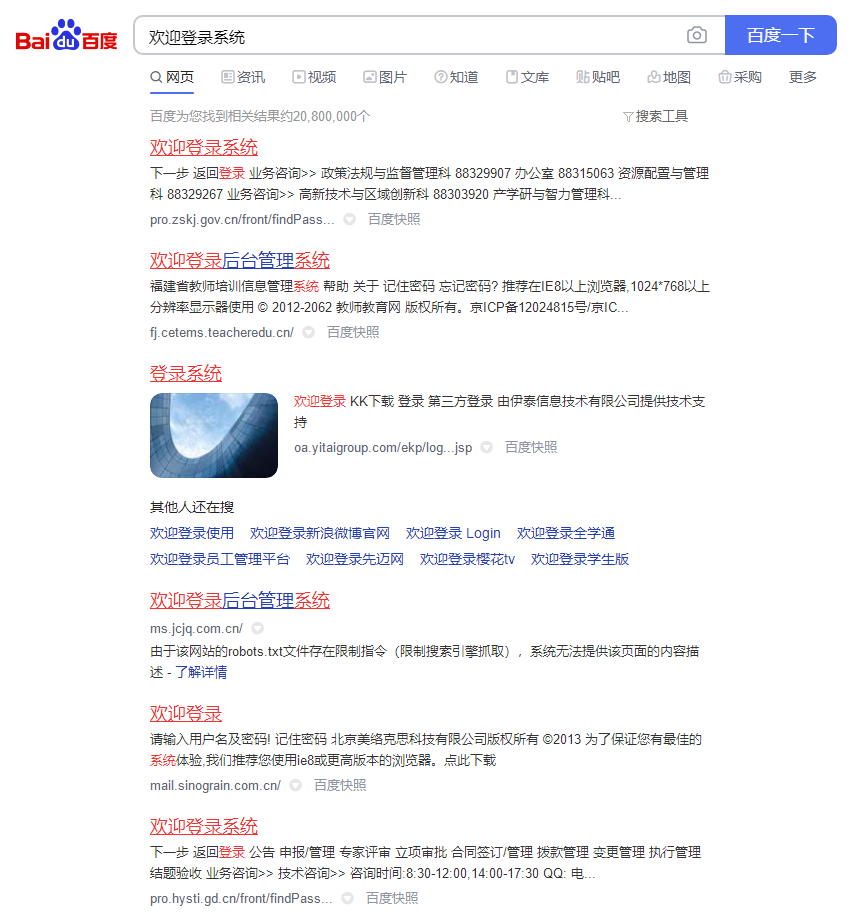 Bai du 百度
欢迎登录系统
百度一下
网页 资讯 视频 图片 知道 文库 贴吧 地图 采购 更多
百度为您找到相关结果约20,800,000个
搜索工具
欢迎登录系统
下一步 返回登录 业务咨询>> 政策法规与监督管理科 88329907 办公室 88315063 资源配置与管理
科 88329267 业务咨询>> 高新技术与区域创新科 88303920 产学研与智力管理科...
pro.zskj.gov.cn/front/findPass... 百度快照
欢迎登录后台管理系统
福建省教师培训信息管理系统 帮助 关于 记住密码 忘记密码? 推荐在IE8以上浏览器,1024*768以上
分辨率显示器使用 © 2012-2062 教师教育网 版权所有。京ICP备12024815号/京IC...
fj.cetems.teacheredu.cn/ 百度快照
登录系统
欢迎登录 KK下载 登录 第三方登录 由伊泰信息技术有限公司提供技术支
持
oa.yitaigroup.com/ekp/log...jsp 百度快照
其他人还在搜
欢迎登录使用 欢迎登录新浪微博官网 欢迎登录 Login 欢迎登录全学通
欢迎登录员工管理平台 欢迎登录先迈网 欢迎登录樱花tv 欢迎登录学生版
欢迎登录后台管理系统
ms.jcjq.com.cn/
由于该网站的robots.txt文件存在限制指令（限制搜索引擎抓取），系统无法提供该页面的内容描
述 - 了解详情
欢迎登录
请输入用户名及密码! 记住密码 北京美络克思科技有限公司版权所有 ©2013 为了保证您有最佳的
系统体验,我们推荐您使用ie8或更高版本的浏览器。点此下载
mail.sinograin.com.cn/ 百度快照
欢迎登录系统
下一步 返回登录 公告 申报/管理 专家评审 立项审批 合同签订/管理 拨款管理 变更管理 执行管理
结题验收 业务咨询>> 技术咨询>> 咨询时间:8:30-12:00,14:00-17:30 QQ: 电...
pro.hysti.gd.cn/front/findPass... 百度快照